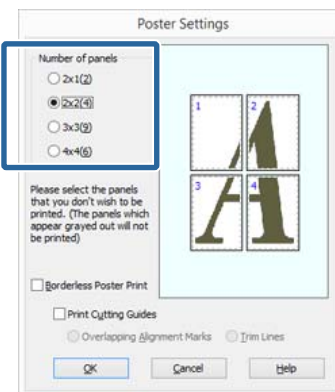 Poster Settings
Number of panels
2x1(2)
2x2(4)
3x3(9)
4x4(6)
1
2
3
4
Please select the panels
that you don't wish to be
printed. (The panels which
appear grayed out will not
be printed)
Borderless Poster Print
Print Cutting Guides
Overlapping Alignment Marks
Trim Lines
OK
Cancel
Help